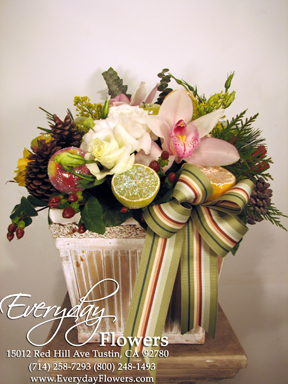 Everyday
Flowers
15012 Red Hill Ave Tustin, CA 92780
(714) 258-7293 (800) 248-1493
www.EverydayFlowers.com